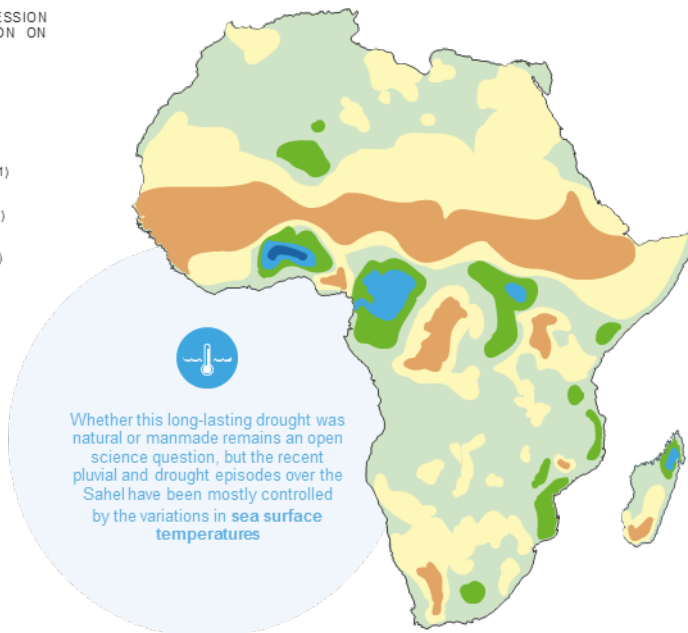 ESSION
ON ON
)
)
)
Whether this long-lasting drought was
natural or manmade remains an open
science question, but the recent
pluvial and drought episodes over the
Sahel have been mostly controlled
by the variations in sea surface
temperatures